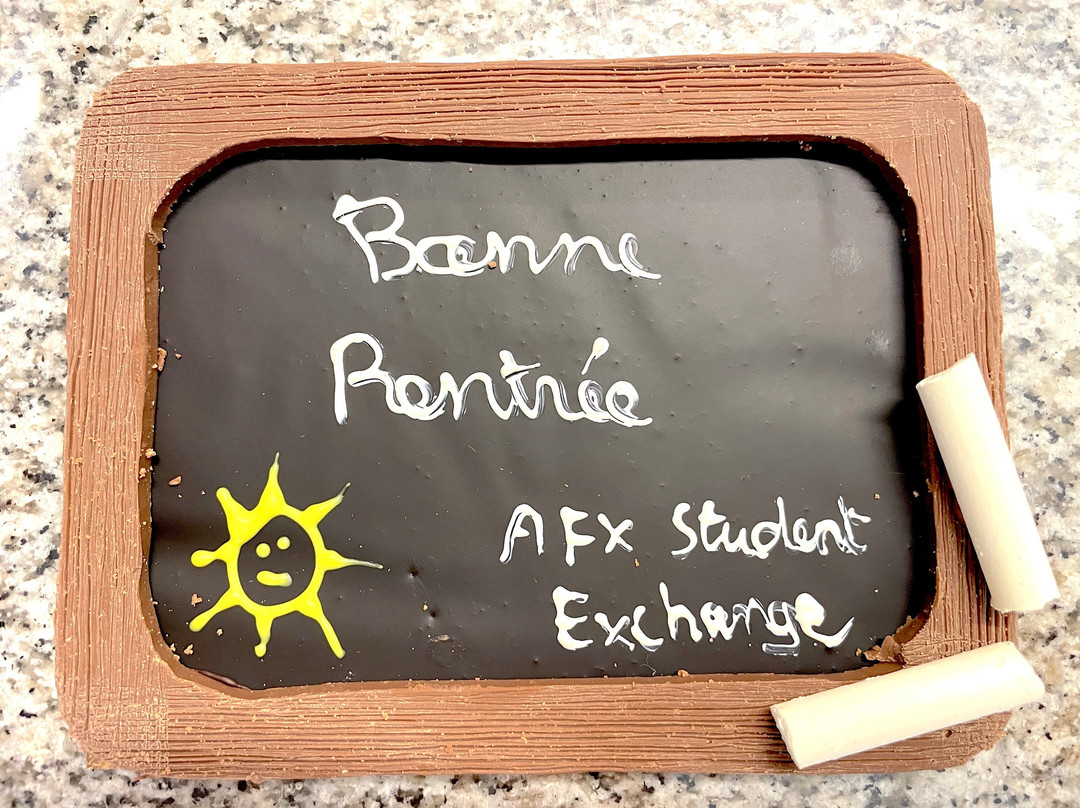 Bonne
Rentrée
AFX Student
Exchange